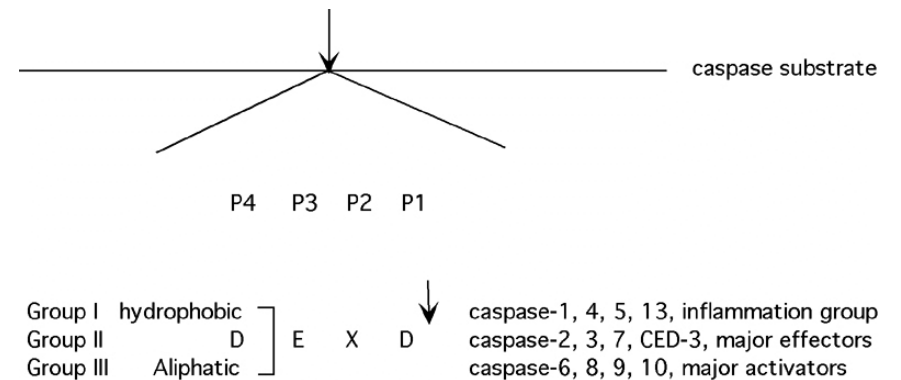 caspase substrate
P4 P3 P2 P1
Group I hydrophobic caspase-1, 4, 5, 13, inflammation group
Group II D E X D caspase-2, 3, 7, CED-3, major effectors
Group III Aliphatic caspase-6, 8, 9, 10, major activators